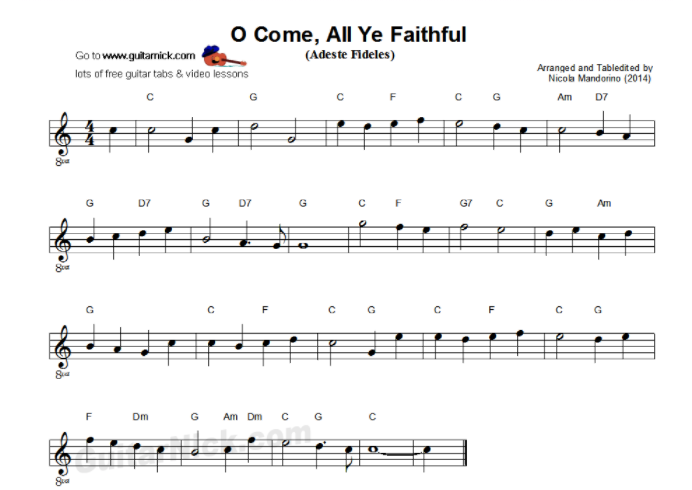 O Come, All Ye Faithful
(Adeste Fideles)
Go to www.guitarnick.com
lots of free guitar tabs & video lessons
Arranged and Tabledited by
Nicola Mandorino (2014)
C G C F C G Am D7
4
4
8va
G D7 G D7 G C F G7 C G Am
8va
G C F C G C F C G
8va
F Dm G Am Dm C G C
8va
GuitarNick.com